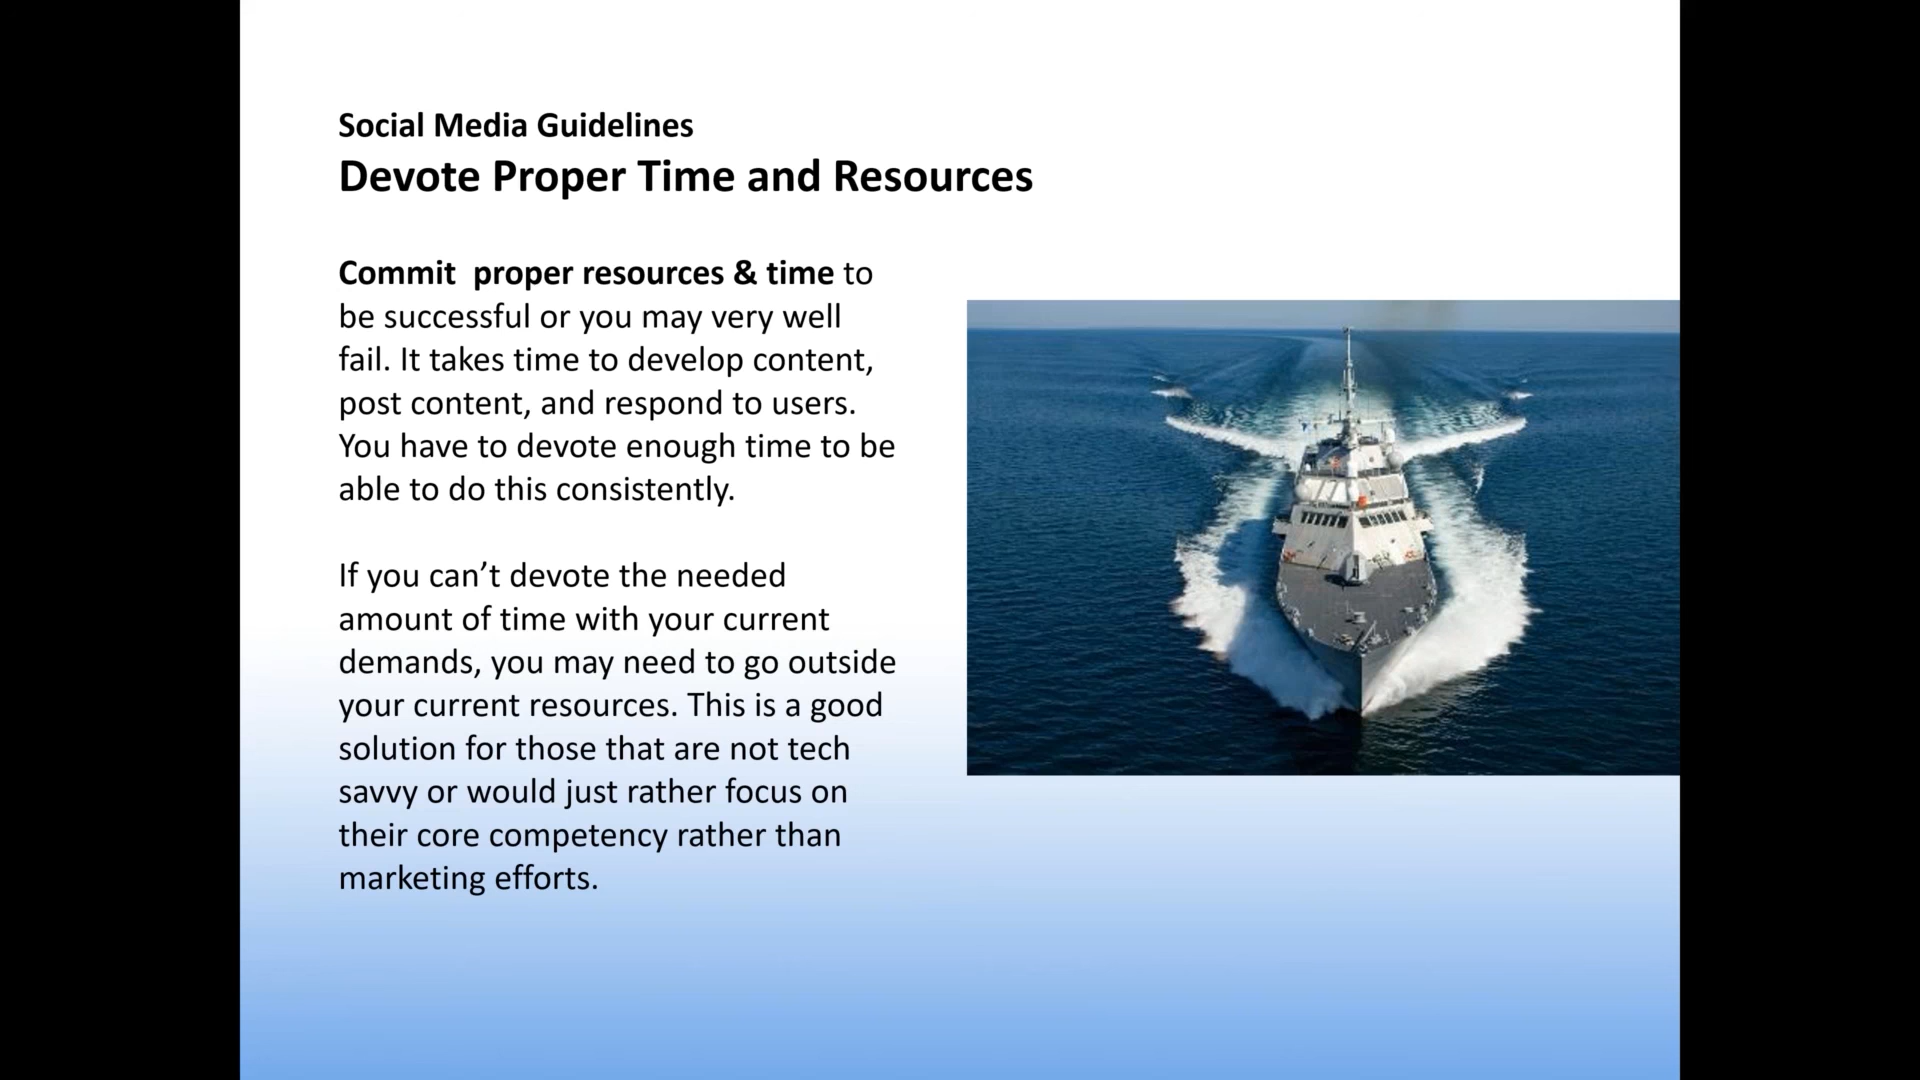 Social Media Guidelines
Devote Proper Time and Resources
Commit  proper resources & time to
be successful or you may very well
fail. It takes time to develop content,
post content, and respond to users.
You have to devote enough time to be
able to do this consistently.
If you can’t devote the needed
amount of time with your current
demands, you may need to go outside
your current resources. This is a good
solution for those that are not tech
savvy or would just rather focus on
their core competency rather than
marketing efforts.